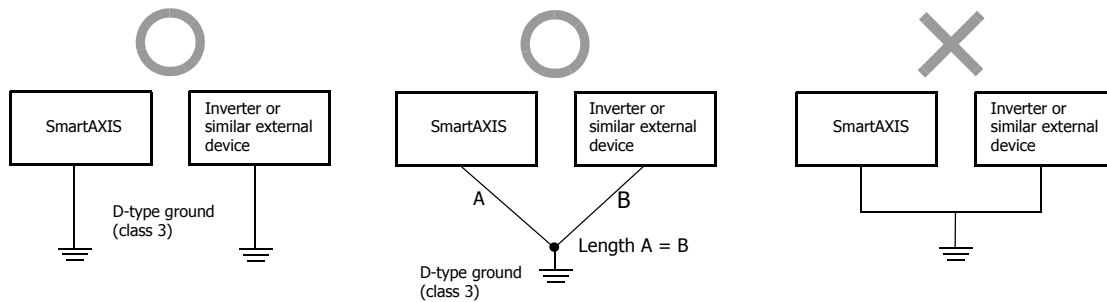 SmartAXIS
Inverter or
similar external
device
D-type ground
(class 3)
SmartAXIS
Inverter or
similar external
device
A
B
Length A = B
D-type ground
(class 3)
SmartAXIS
Inverter or
similar external
device